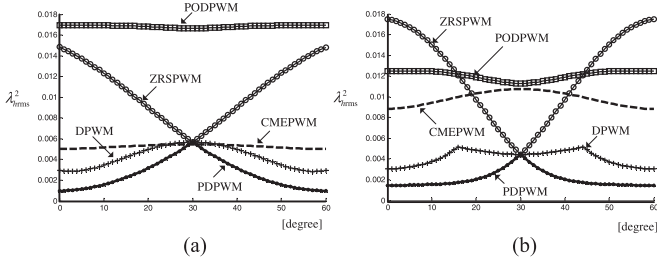 0.018
PODPWM
0.016
0.014
0.012
ZRSPWM
λ²hrms
0.01
0.008
DPWM
CMEPWM
0.006
0.004
0.002
PDPWM
0
0 10 20 30 40 50 60
[degree]
(a)
0.018
ZRSPWM
0.016
PODPWM
0.014
0.012
λ²hrms
0.01
0.008
CMEPWM
DPWM
0.006
0.004
0.002
PDPWM
0
0 10 20 30 40 50 60
[degree]
(b)